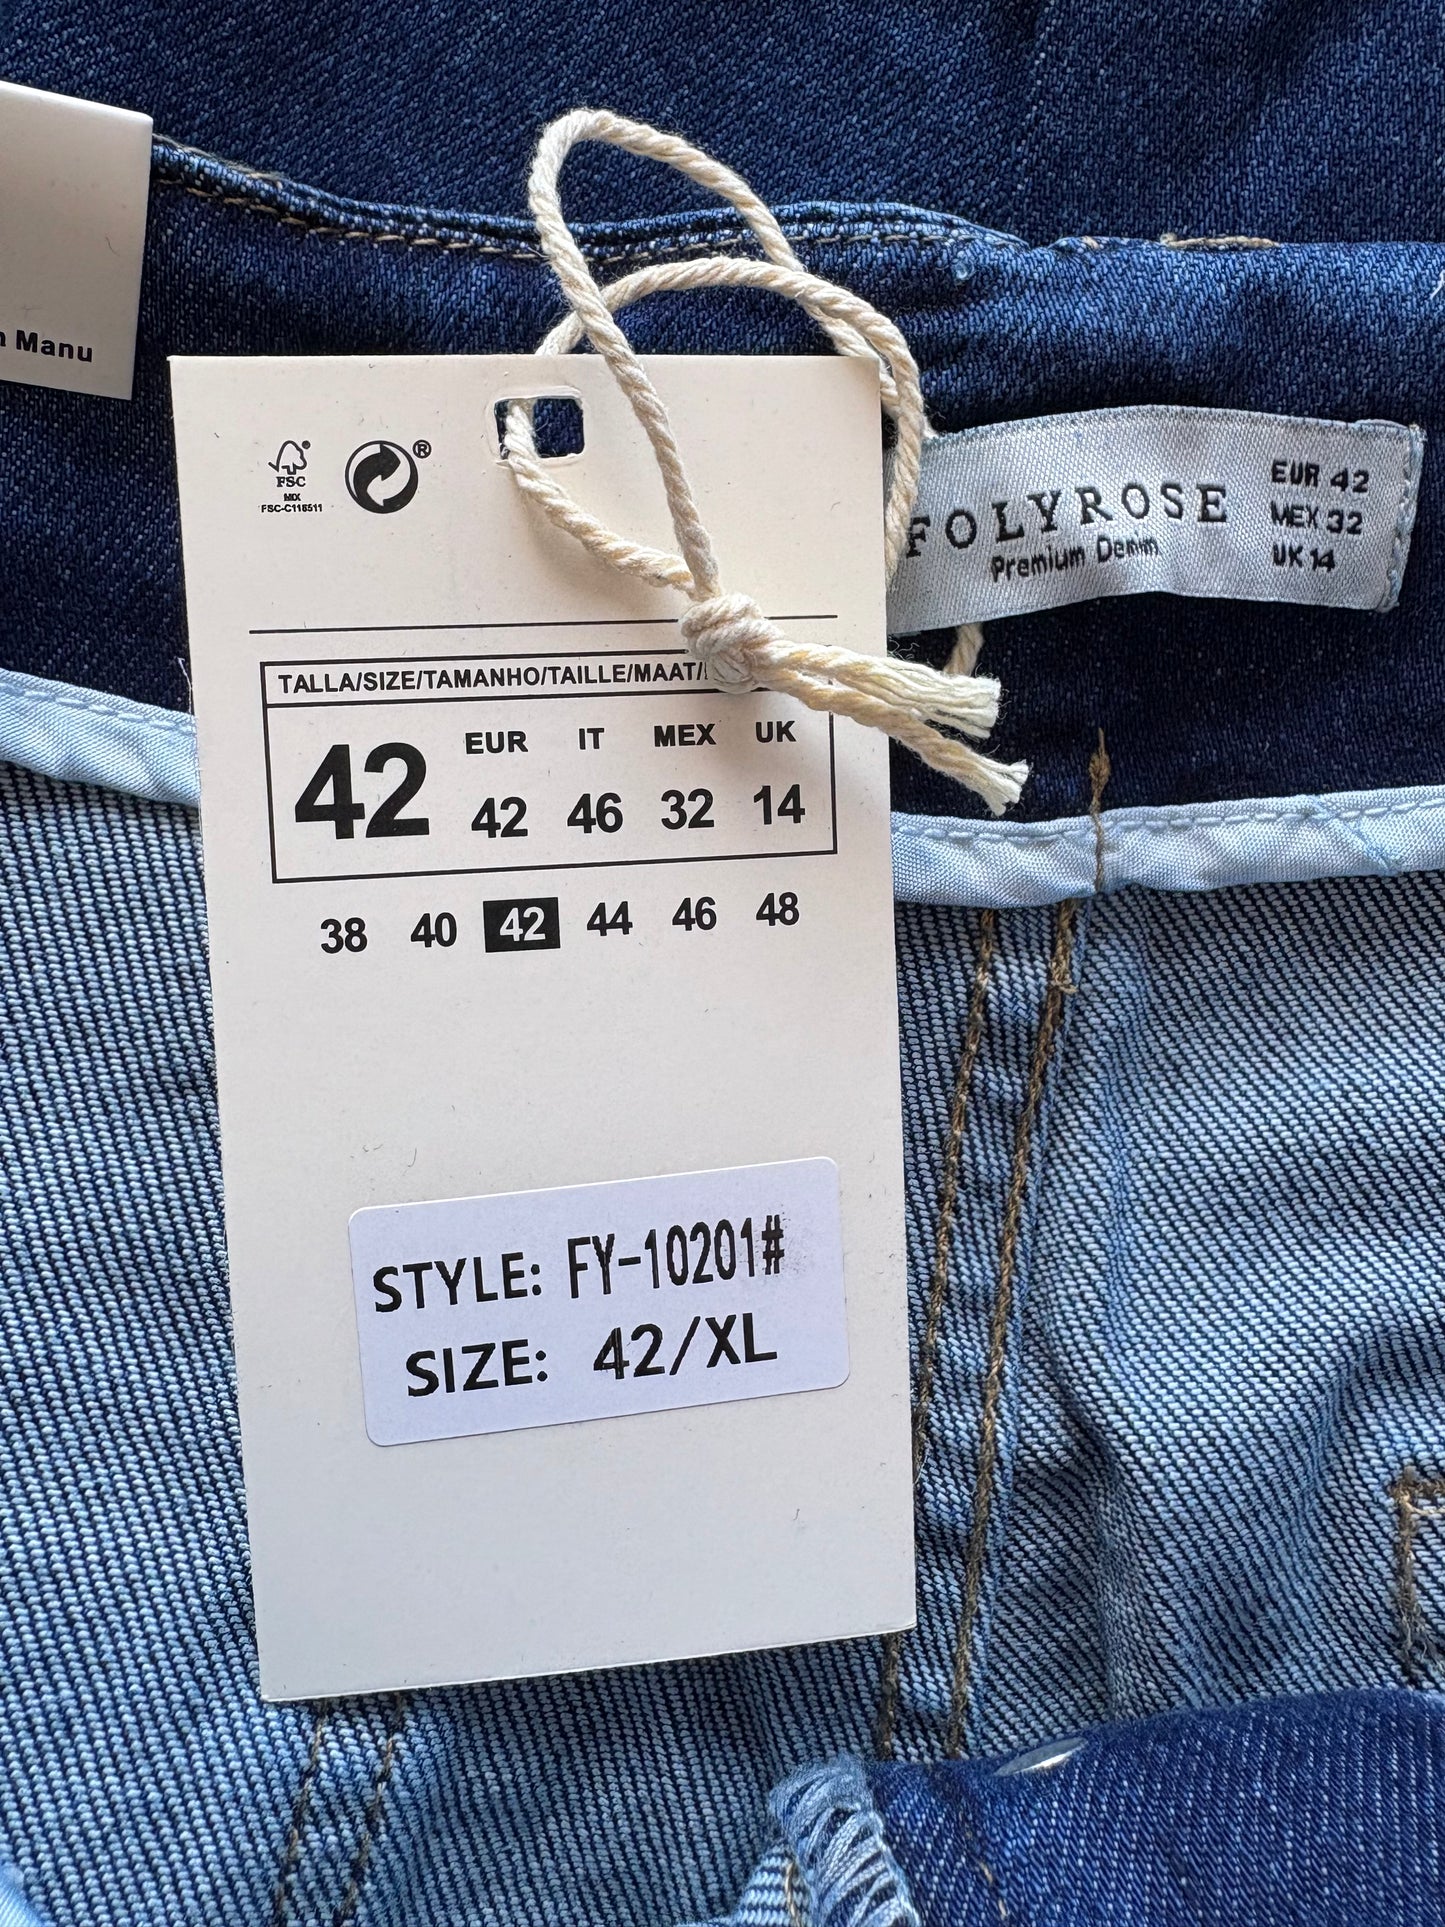 Manu
FSC
MIX
FSC-C116511
®
FOLYROSE
Premium Denim
EUR 42
MEX 32
UK 14
TALLA/SIZE/TAMANHO/TAILLE/MAAT/
42
EUR IT MEX UK
42 46 32 14
38 40 42 44 46 48
STYLE: FY-10201#
SIZE: 42/XL